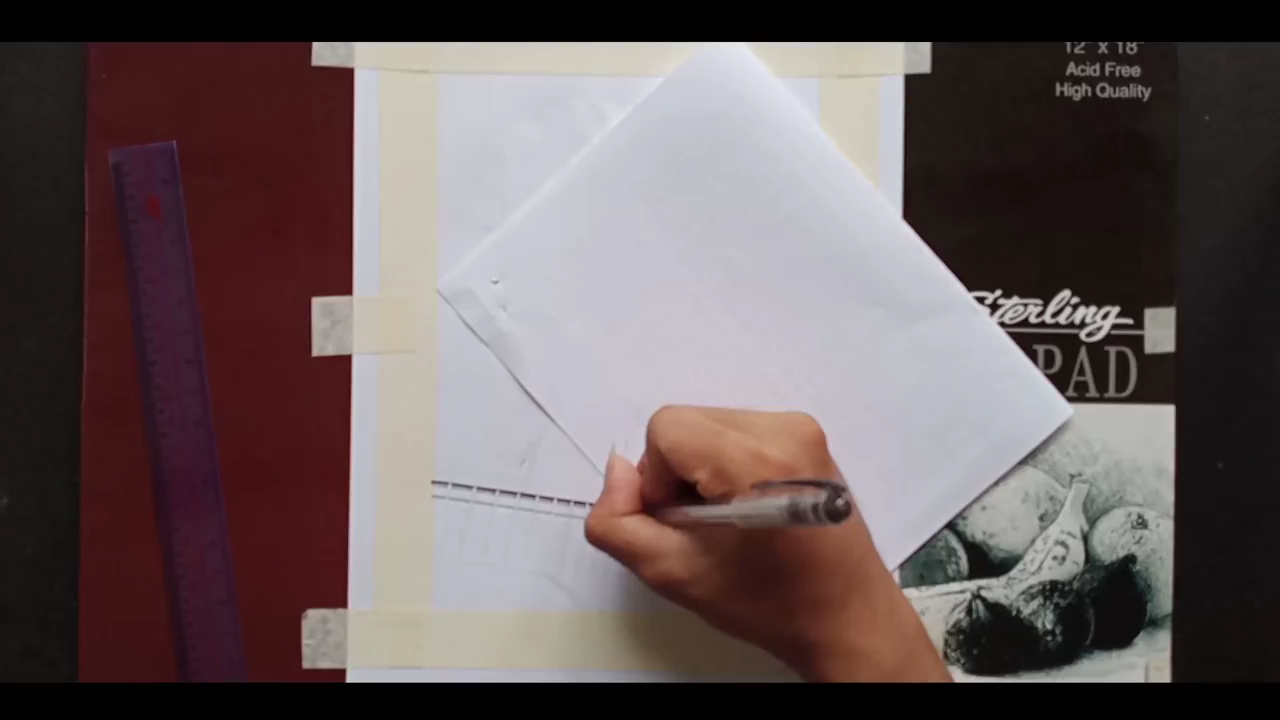 12" x 18"
Acid Free
High Quality
Sterling
PAD